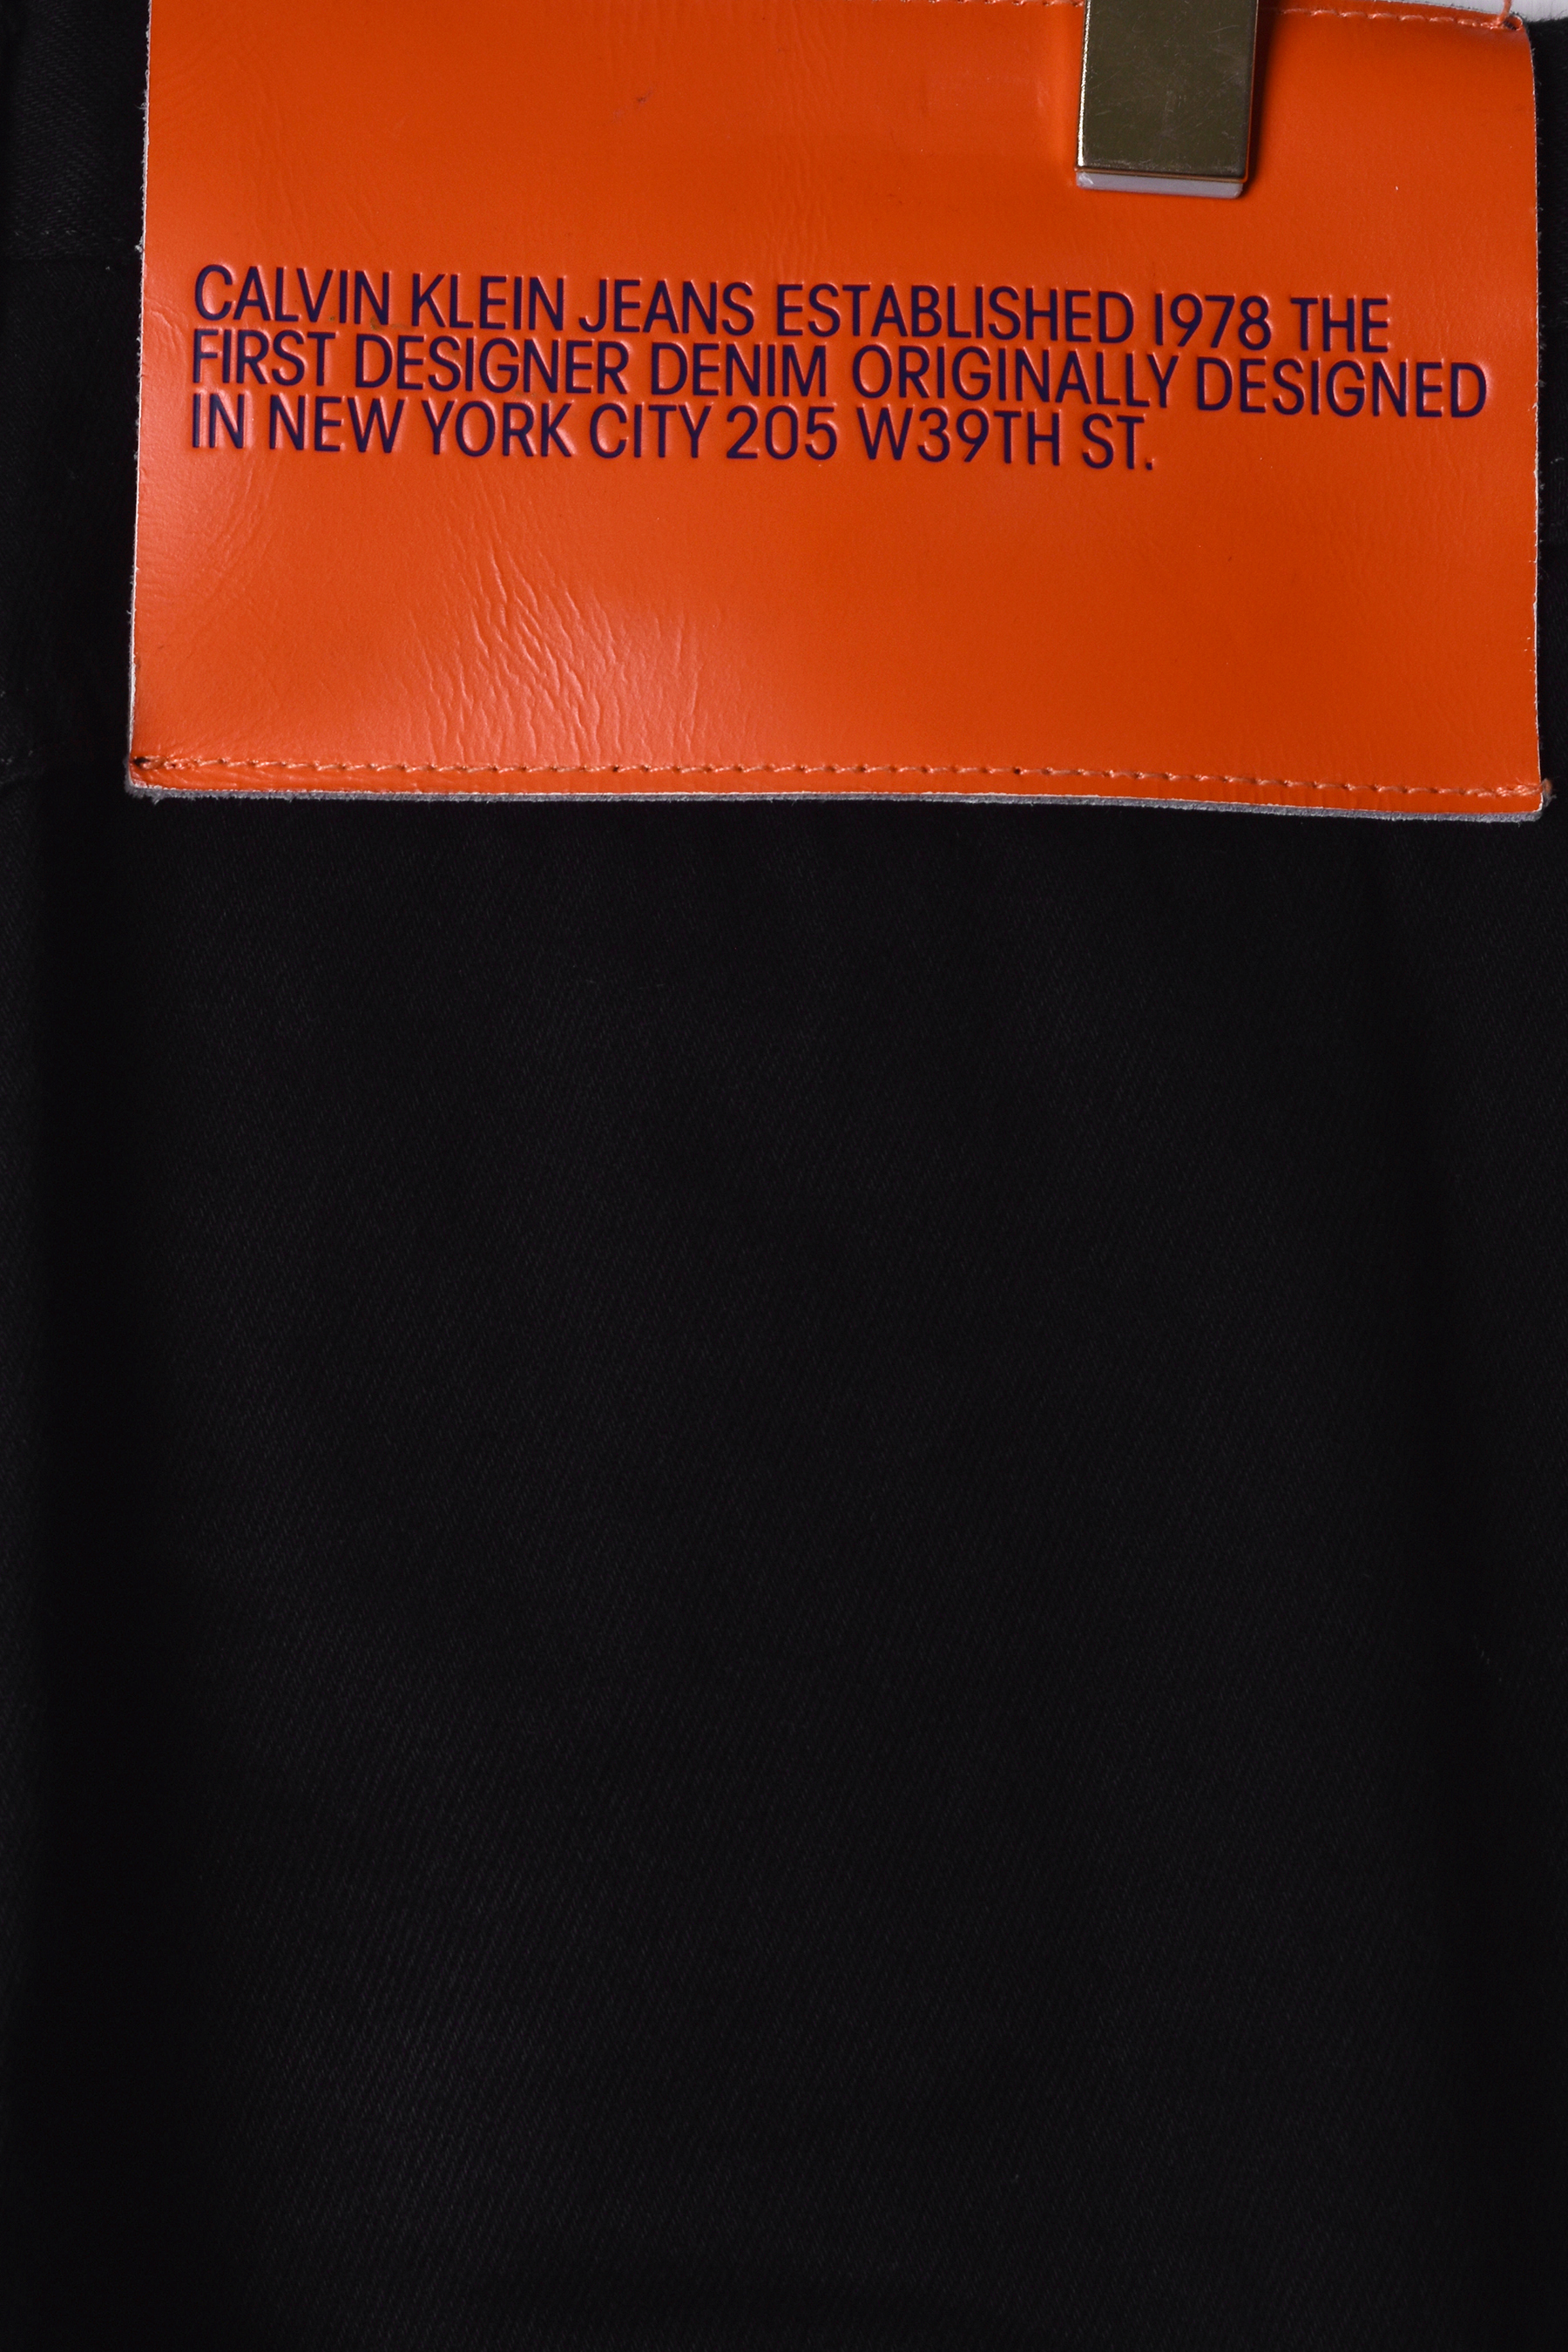 CALVIN KLEIN JEANS ESTABLISHED 1978 THE
FIRST DESIGNER DENIM ORIGINALLY DESIGNED
IN NEW YORK CITY 205 W39TH ST.